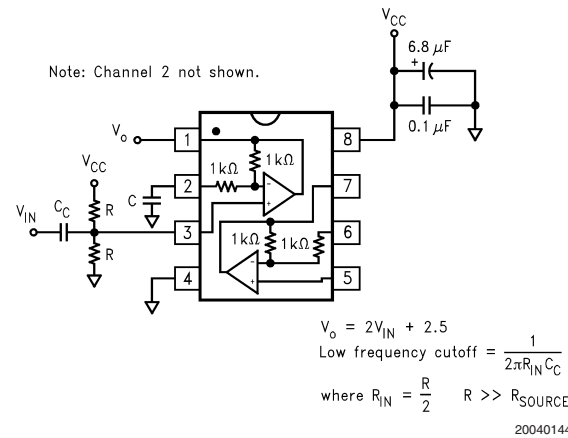 V_CC
6.8 μF
+
Note: Channel 2 not shown.
0.1 μF
V_o
1
8
1 kΩ
V_CC
1 kΩ
C
2
-
7
+
V_IN
C_C
R
3
6
1 kΩ
1 kΩ
R
4
-
5
+
V_o = 2V_IN + 2.5
Low frequency cutoff = 1 / 2πR_IN C_C
where R_IN = R / 2 R >> R_SOURCE
20040144